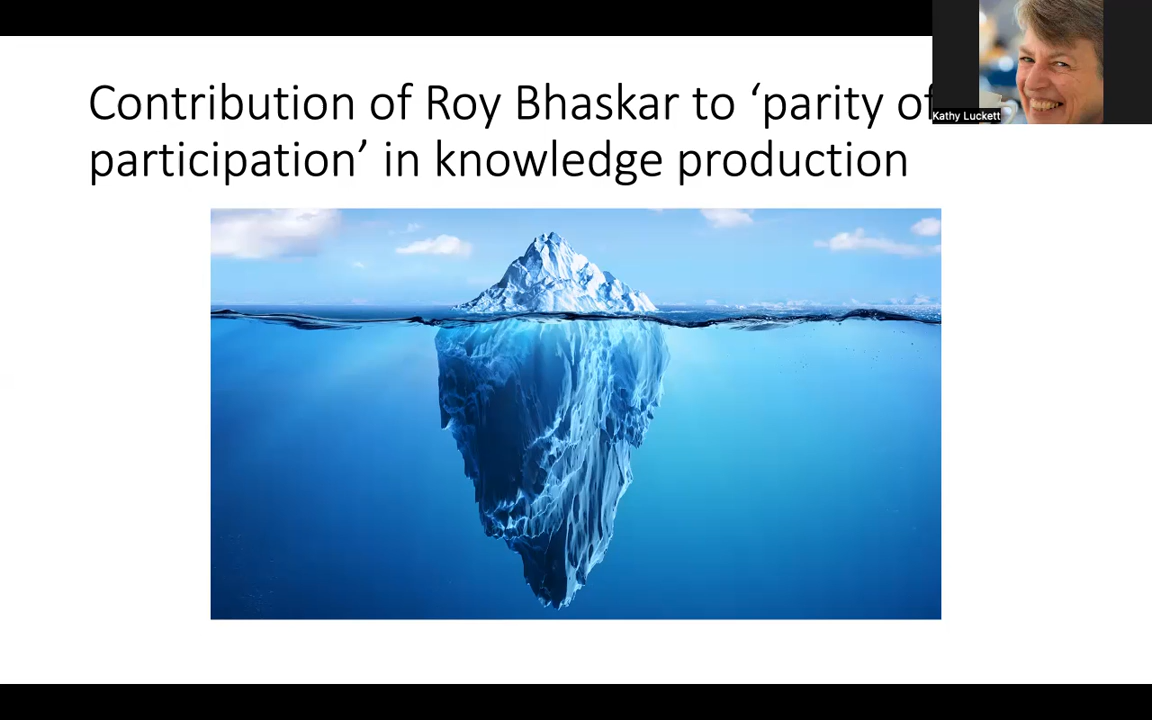 Contribution of Roy Bhaskar to ‘parity of
participation’ in knowledge production
Kathy Luckett